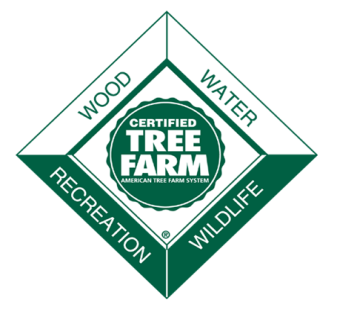 WOOD
WATER
CERTIFIED
TREE
FARM
AMERICAN TREE FARM SYSTEM
RECREATION
WILDLIFE
®